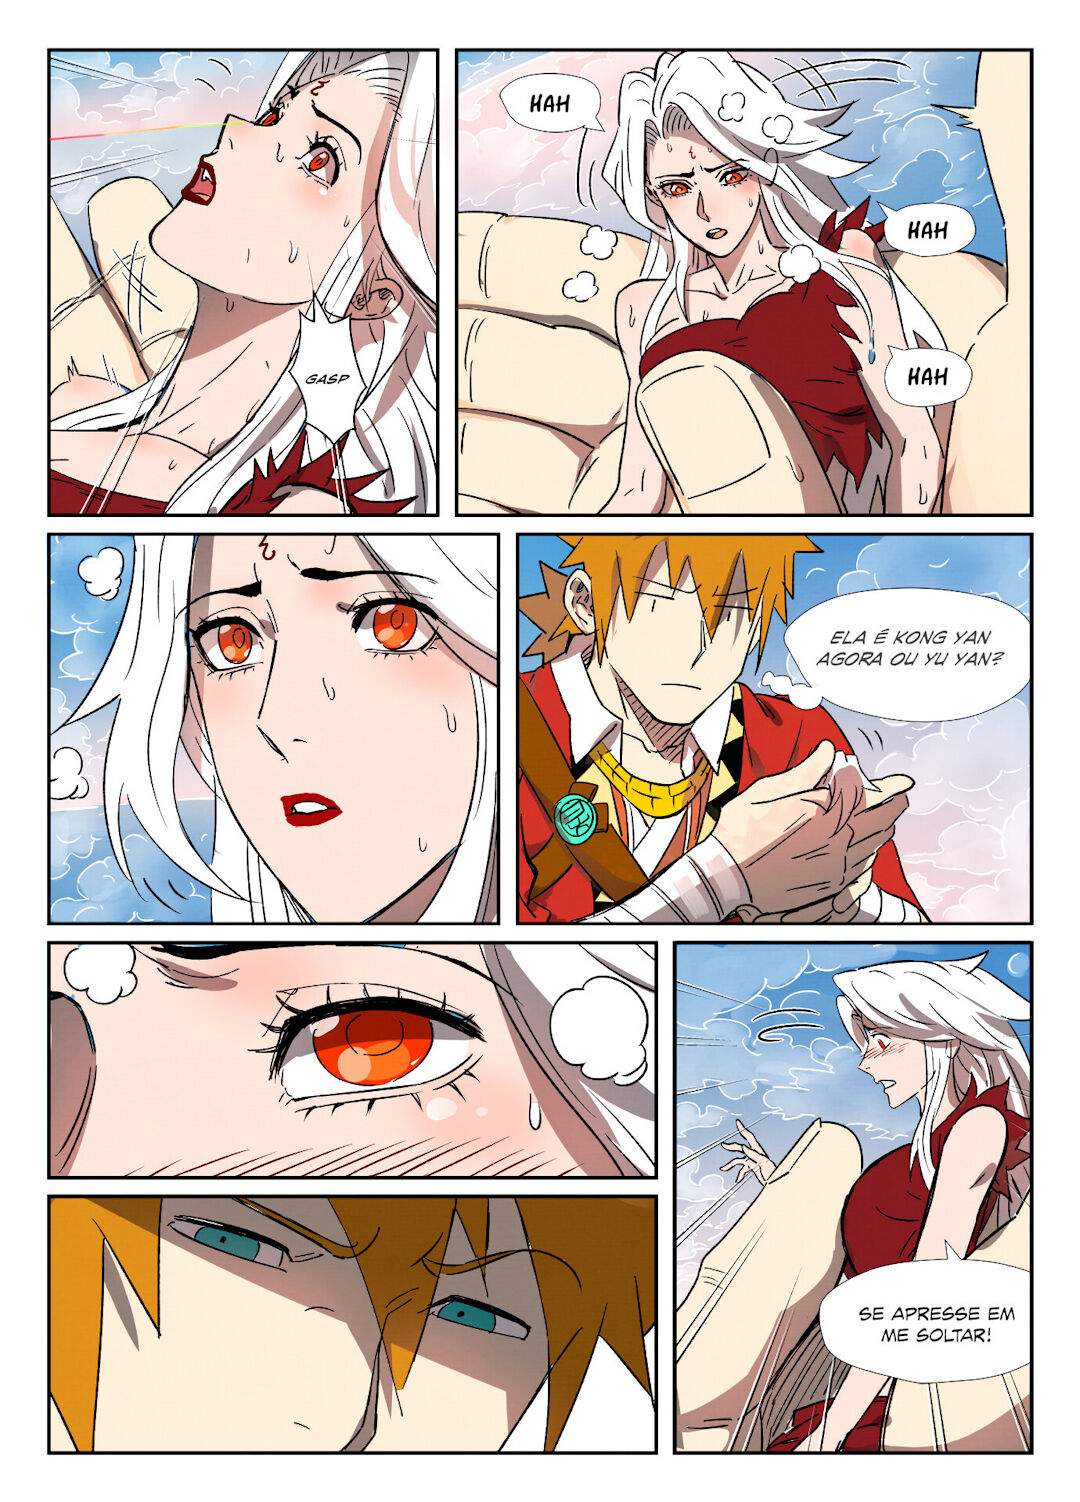 GASP
HAH
HAH
HAH
ELA É KONG YAN
AGORA OU YU YAN?
SE APRESSE EM
ME SOLTAR!